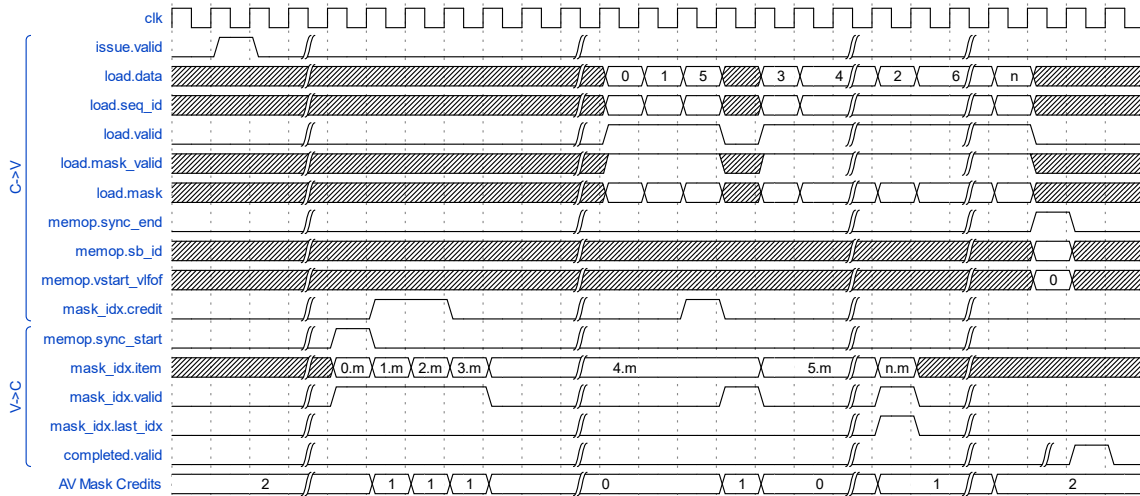 clk
issue.valid
load.data 0 1 5 3 4 2 6 n
load.seq_id
load.valid
load.mask_valid
load.mask
memop.sync_end
memop.sb_id
memop.vstart_vlfof 0
mask_idx.credit
memop.sync_start
mask_idx.item 0.m 1.m 2.m 3.m 4.m 5.m n.m
mask_idx.valid
mask_idx.last_idx
completed.valid
AV Mask Credits 2 1 1 1 0 1 0 1 2
C->V
V->C